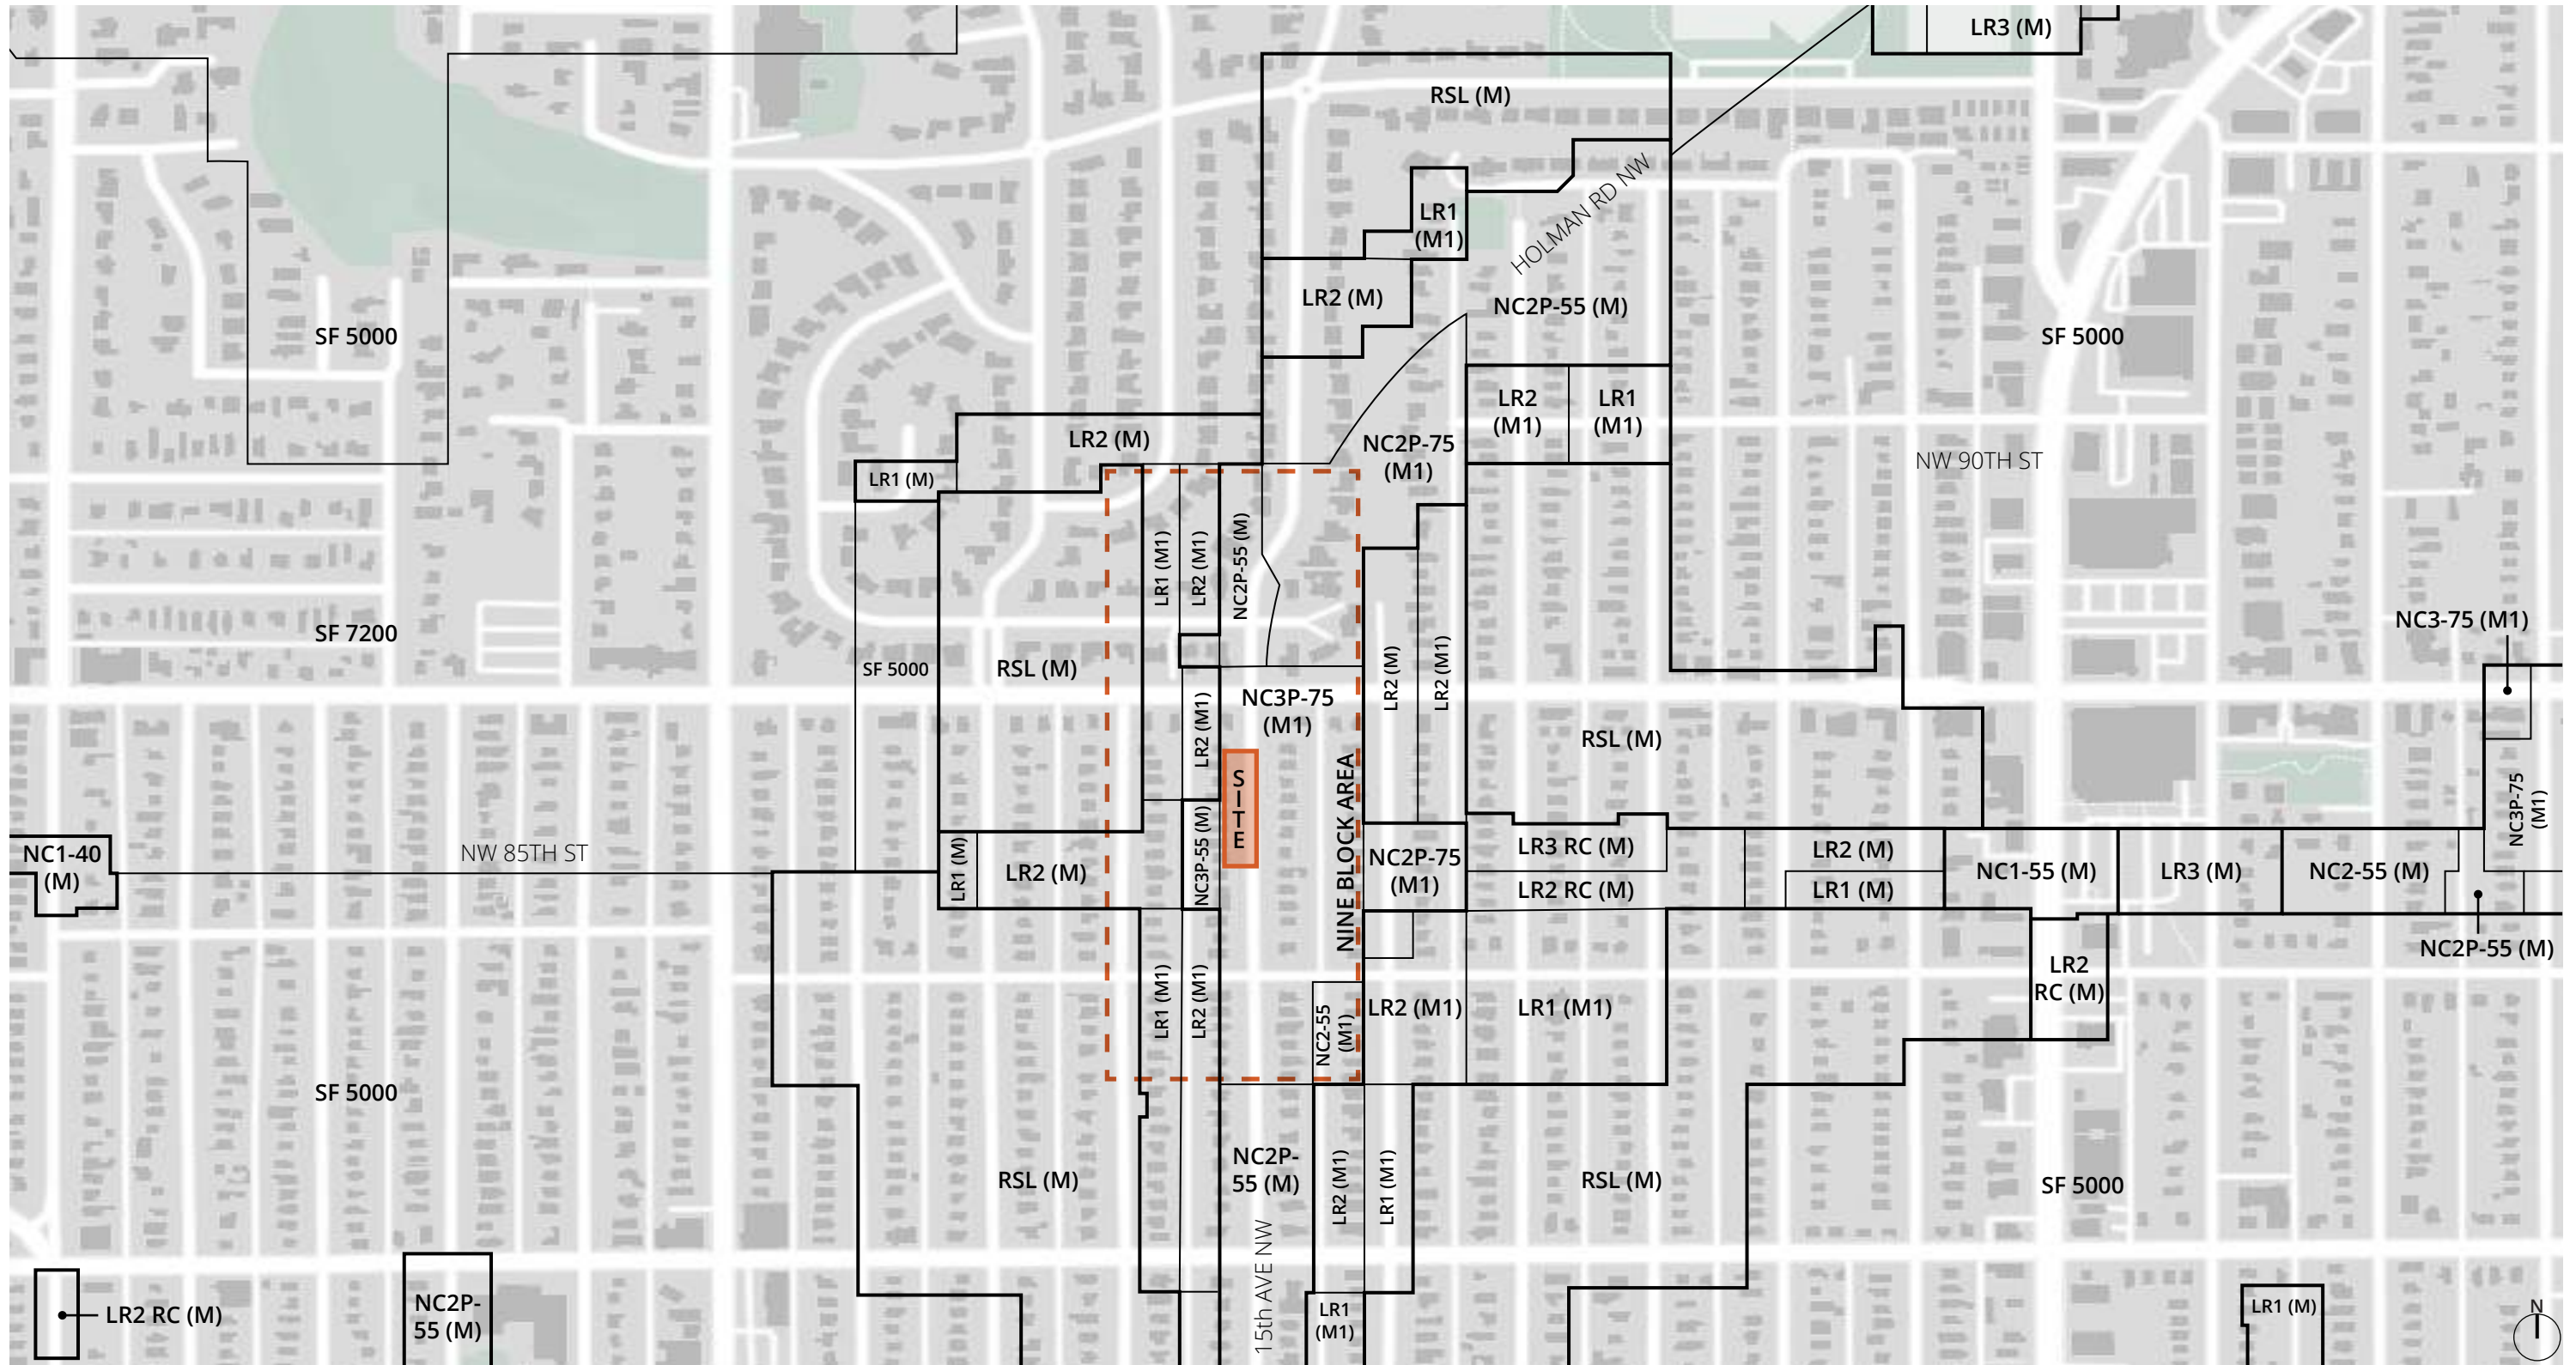 LR3 (M)
RSL (M)
HOLMAN RD NW
LR1
(M1)
LR2 (M)
NC2P-55 (M)
SF 5000
SF 5000
LR2
(M1)
LR1
(M1)
LR2 (M)
NC2P-75
(M1)
NW 90TH ST
LR1 (M)
LR1 (M1)
LR2 (M1)
NC2P-55 (M)
SF 7200
NC3-75 (M1)
SF 5000
RSL (M)
LR2 (M)
LR2 (M1)
NC3P-75
(M1)
LR2 (M1)
RSL (M)
SITE
NINE BLOCK AREA
NC3P-75
(M1)
NC1-40
(M)
NW 85TH ST
LR1 (M)
LR2 (M)
NC3P-55 (M)
NC2P-75
(M1)
LR3 RC (M)
LR2 RC (M)
LR2 (M)
LR1 (M)
NC1-55 (M)
LR3 (M)
NC2-55 (M)
NC2P-55 (M)
LR1 (M1)
LR2 (M1)
NC2-55
(M1)
LR2 (M1)
LR1 (M1)
LR2
RC (M)
SF 5000
RSL (M)
NC2P-
55 (M)
LR2 (M1)
LR1 (M1)
RSL (M)
SF 5000
15th AVE NW
LR2 RC (M)
NC2P-
55 (M)
LR1
(M1)
LR1 (M)
N